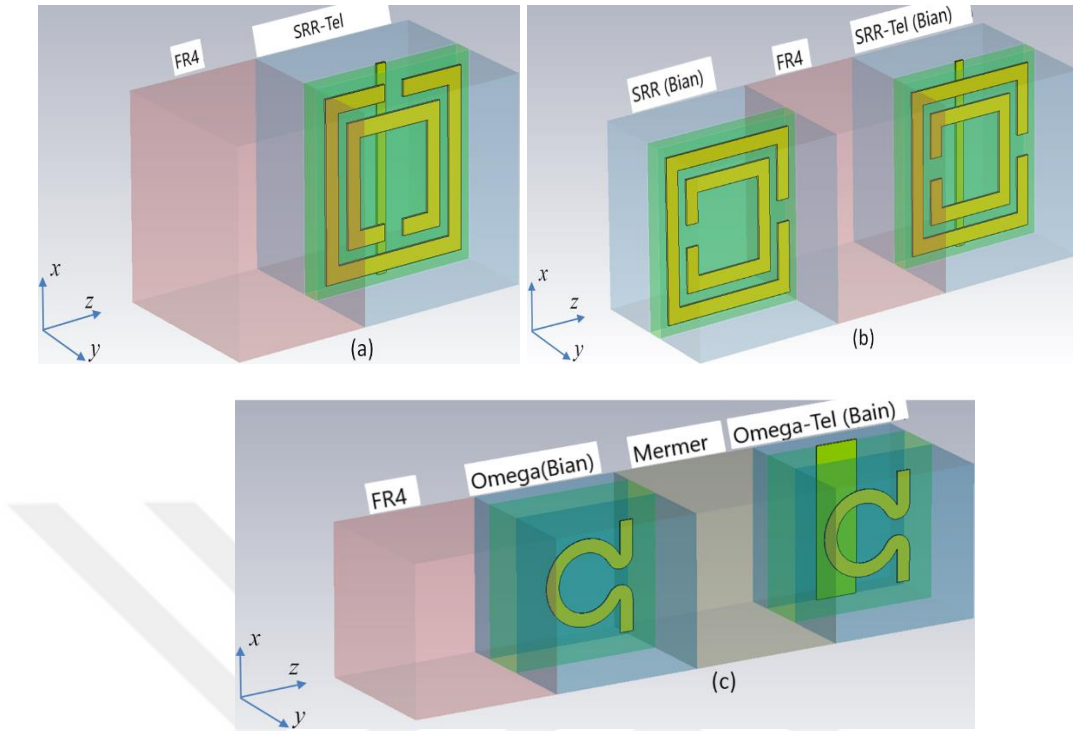 FR4
SRR-Tel
x
z
y
(a)
SRR (Bian)
FR4
SRR-Tel (Bian)
x
z
y
(b)
FR4
Omega(Bian)
Mermer
Omega-Tel (Bain)
x
z
y
(c)